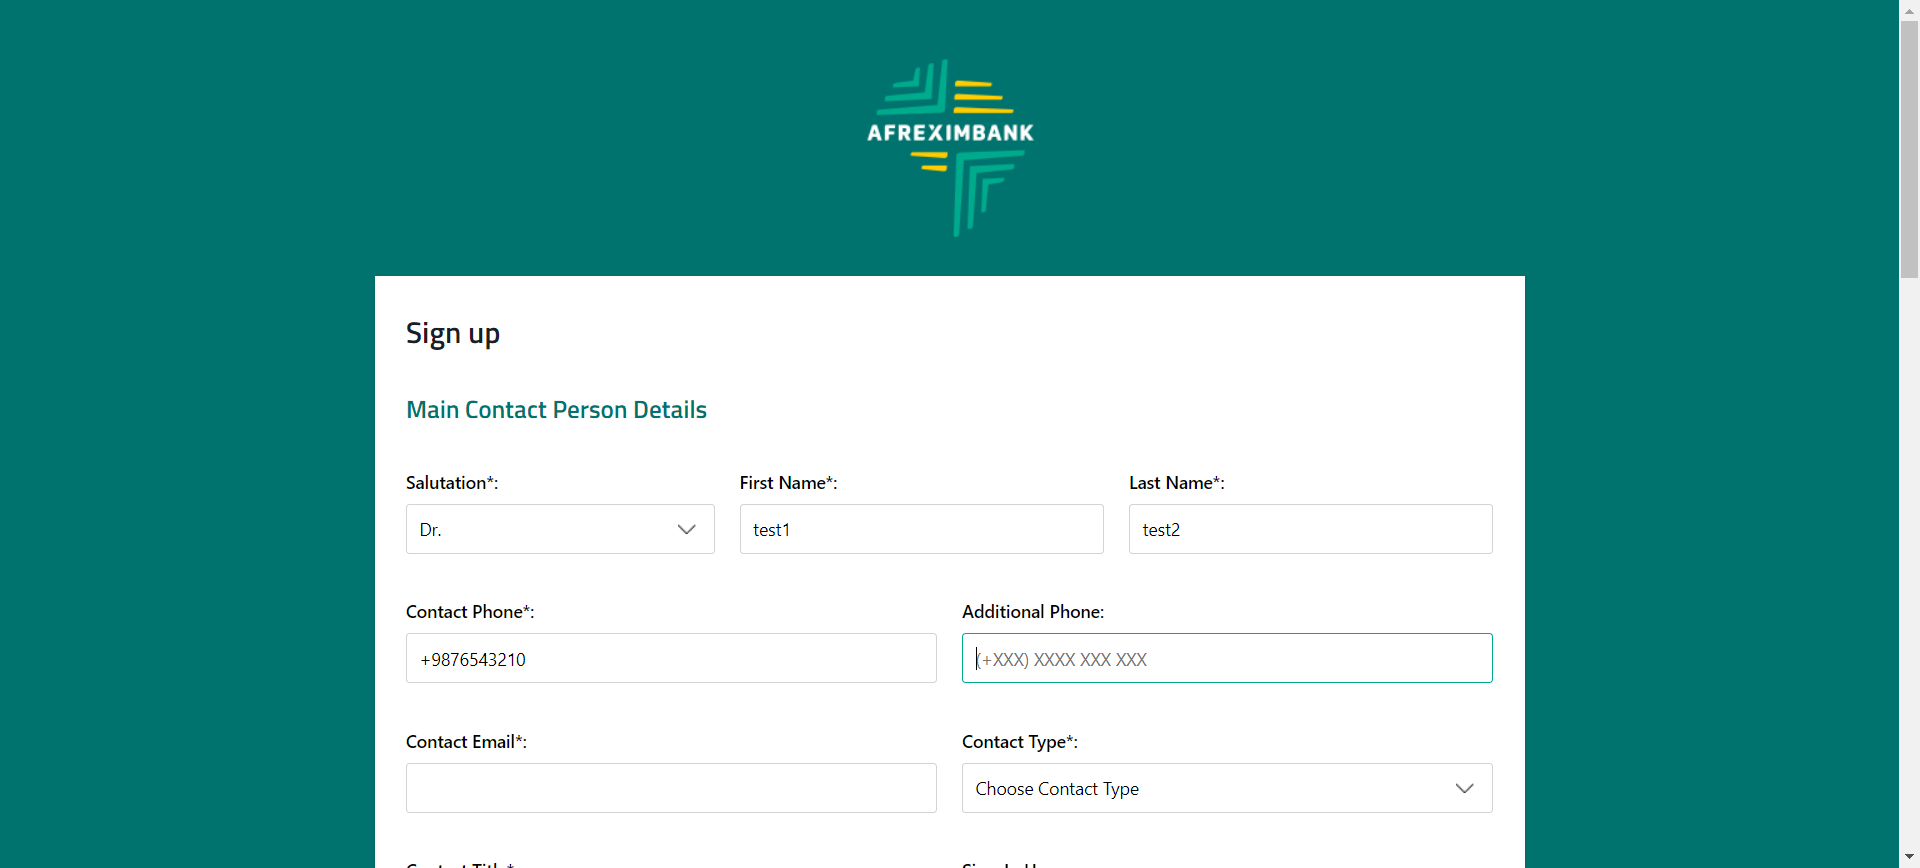 AFREXIMBANK
Sign up
Main Contact Person Details
Salutation*: First Name*: Last Name*:
Dr. test1 test2
Contact Phone*: Additional Phone:
+9876543210 (+XXX) XXXX XXX XXX
Contact Email*: Contact Type*:
Choose Contact Type